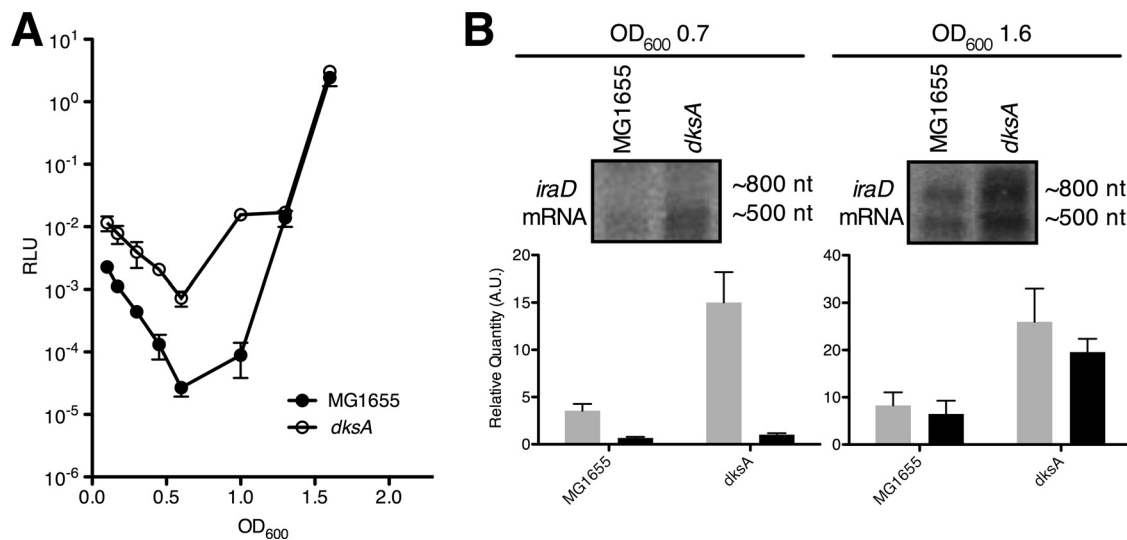 A
RLU
10^1
10^0
10^-1
10^-2
10^-3
10^-4
10^-5
10^-6
0.0 0.5 1.0 1.5 2.0
OD600
MG1655
dksA
B
OD600 0.7
MG1655
dksA
iraD
mRNA
~800 nt
~500 nt
Relative Quantity (A.U.)
20
15
10
5
0
MG1655
dksA
OD600 1.6
MG1655
dksA
iraD
mRNA
~800 nt
~500 nt
40
30
20
10
0
MG1655
dksA